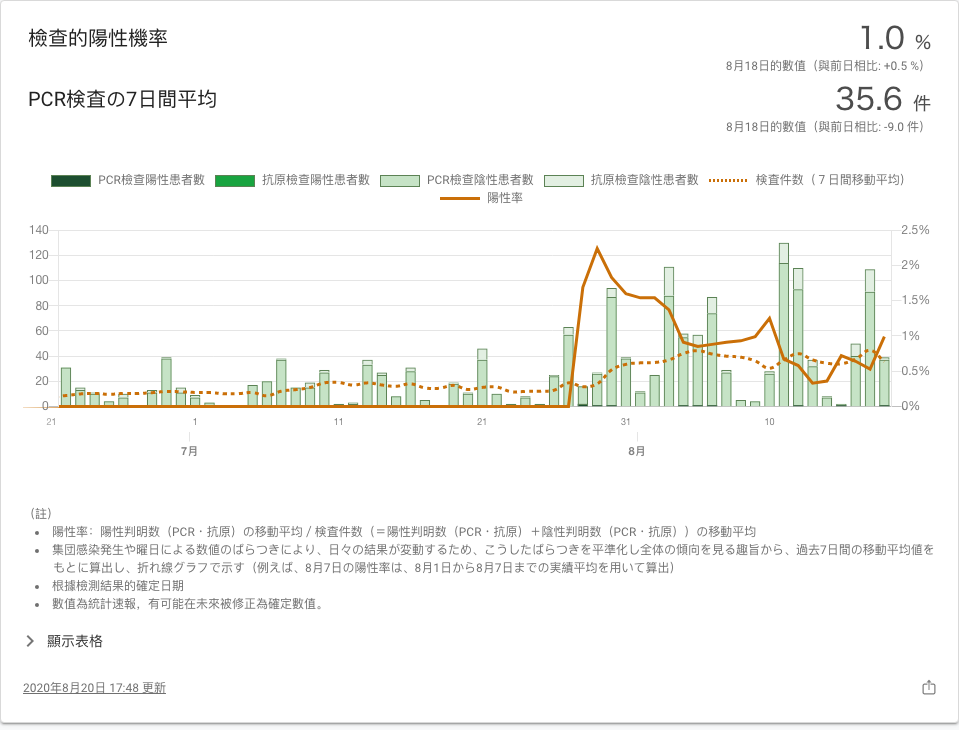 檢查的陽性機率
1.0 %
8月18日的數值（與前日相比: +0.5 %）
PCR検査の7日間平均
35.6 件
8月18日的數值（與前日相比: -9.0 件）
PCR檢查陽性患者數 抗原檢查陽性患者數 PCR檢查陰性患者數 抗原檢查陰性患者數 検査件数（７日間移動平均）
陽性率
140 2.5%
120 2%
100
80 1.5%
60 1%
40
20 0.5%
0 0%
21 1 11 21 31 10
7月 8月
（註）
陽性率：陽性判明数（PCR・抗原）の移動平均 / 検査件数（＝陽性判明数（PCR・抗原）＋陰性判明数（PCR・抗原））の移動平均
集団感染発生や曜日による数値のばらつきにより、日々の結果が変動するため、こうしたばらつきを平準化し全体の傾向を見る趣旨から、過去7日間の移動平均値を
もとに算出し、折れ線グラフで示す（例えば、8月7日の陽性率は、8月1日から8月7日までの実績平均を用いて算出）
根據檢測結果的確定日期
數值為統計速報，有可能在未來被修正為確定數值。
顯示表格
2020年8月20日 17:48 更新